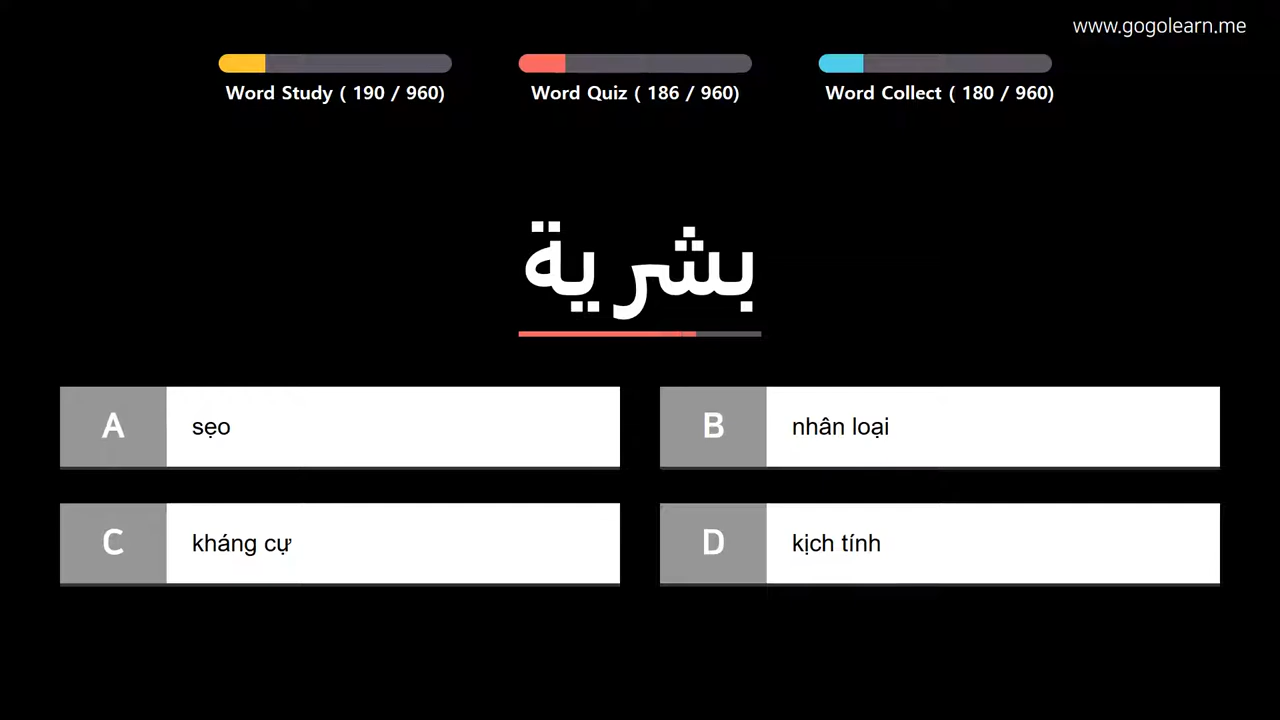 www.gogolearn.me
Word Study ( 190 / 960)
Word Quiz ( 186 / 960)
Word Collect ( 180 / 960)
بشرية
A
sẹo
B
nhân loại
C
kháng cự
D
kịch tính